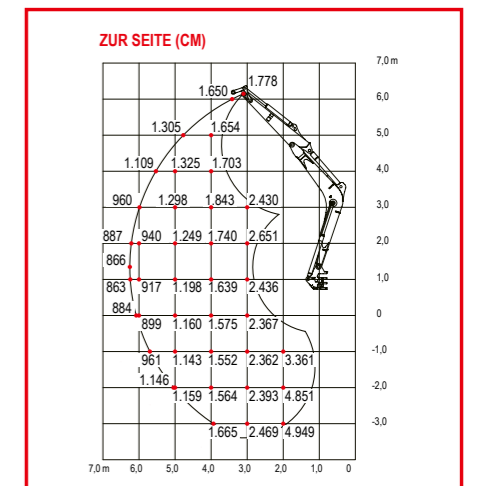 ZUR SEITE (CM)
7,0 m
1.778
1.650
6,0
1.305 1.654
5,0
1.109 1.325 1.703
4,0
960 1.298 1.843 2.430
3,0
887 940 1.249 1.740 2.651
2,0
866
863 917 1.198 1.639 2.436
1,0
884
899 1.160 1.575 2.367
0
961 1.143 1.552 2.362 3.361
-1,0
1.146
1.159 1.564 2.393 4.851
-2,0
1.665 2.469 4.949
-3,0
7,0 m 6,0 5,0 4,0 3,0 2,0 1,0 0